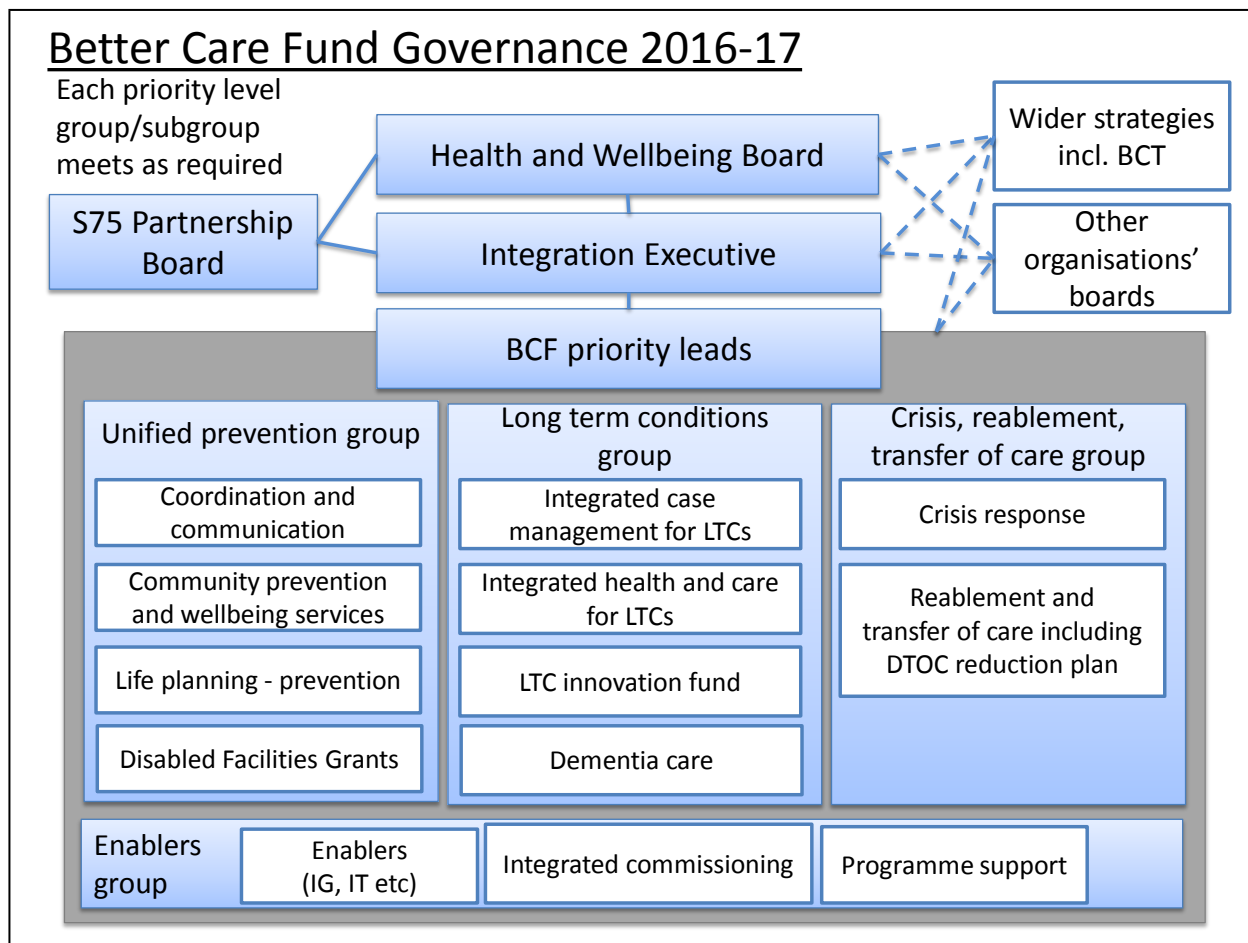 Better Care Fund Governance 2016-17
Each priority level
group/subgroup
meets as required
Health and Wellbeing Board
Wider strategies
incl. BCT
S75 Partnership
Board
Integration Executive
Other
organisations’
boards
BCF priority leads
Unified prevention group
Coordination and
communication
Community prevention
and wellbeing services
Life planning - prevention
Disabled Facilities Grants
Long term conditions
group
Integrated case
management for LTCs
Integrated health and care
for LTCs
LTC innovation fund
Dementia care
Crisis, reablement,
transfer of care group
Crisis response
Reablement and
transfer of care including
DTOC reduction plan
Enablers
group
Enablers
(IG, IT etc)
Integrated commissioning
Programme support